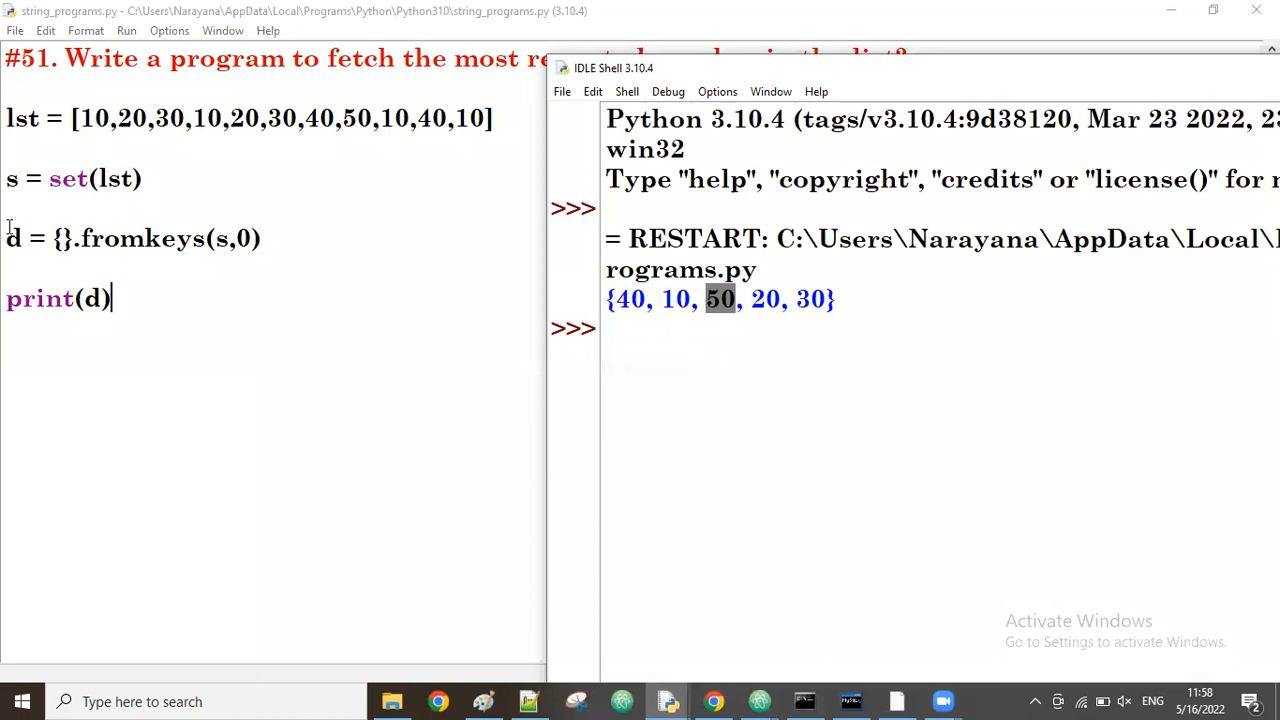 string_programs.py - C:\Users\Narayana\AppData\Local\Programs\Python\Python310\string_programs.py (3.10.4)
File Edit Format Run Options Window Help
#51. Write a program to fetch the most
lst = [10,20,30,10,20,30,40,50,10,40,10]
s = set(lst)
d = {}.fromkeys(s,0)
print(d)
IDLE Shell 3.10.4
File Edit Shell Debug Options Window Help
Python 3.10.4 (tags/v3.10.4:9d38120, Mar 23 2022,
win32
Type "help", "copyright", "credits" or "license()" for
>>>
= RESTART: C:\Users\Narayana\AppData\Local\
rograms.py
{40, 10, 50, 20, 30}
>>>
Activate Windows
Go to Settings to activate Windows.
Type here to search
ENG
11:58
5/16/2022
2